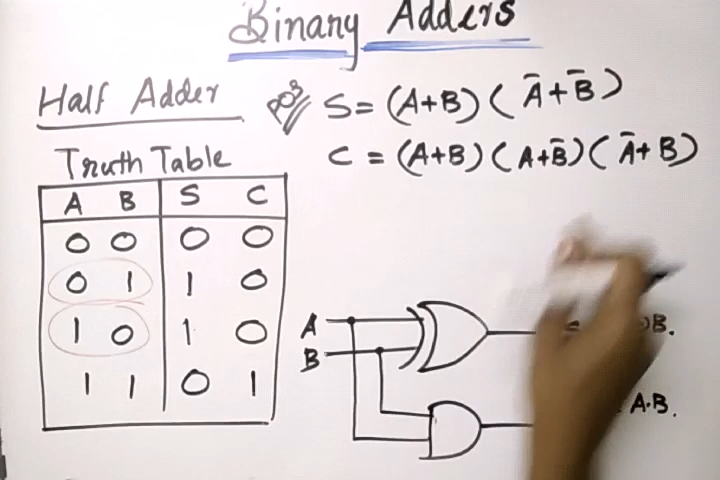 Binary Adders
Half Adder
POS S = (A+B) ( Ā + B̄ )
C = (A+B) ( A+B̄ ) ( Ā + B )
Truth Table
A B S C
0 0 0 0
0 1 1 0
1 0 1 0
1 1 0 1
A
B
B.
A·B.